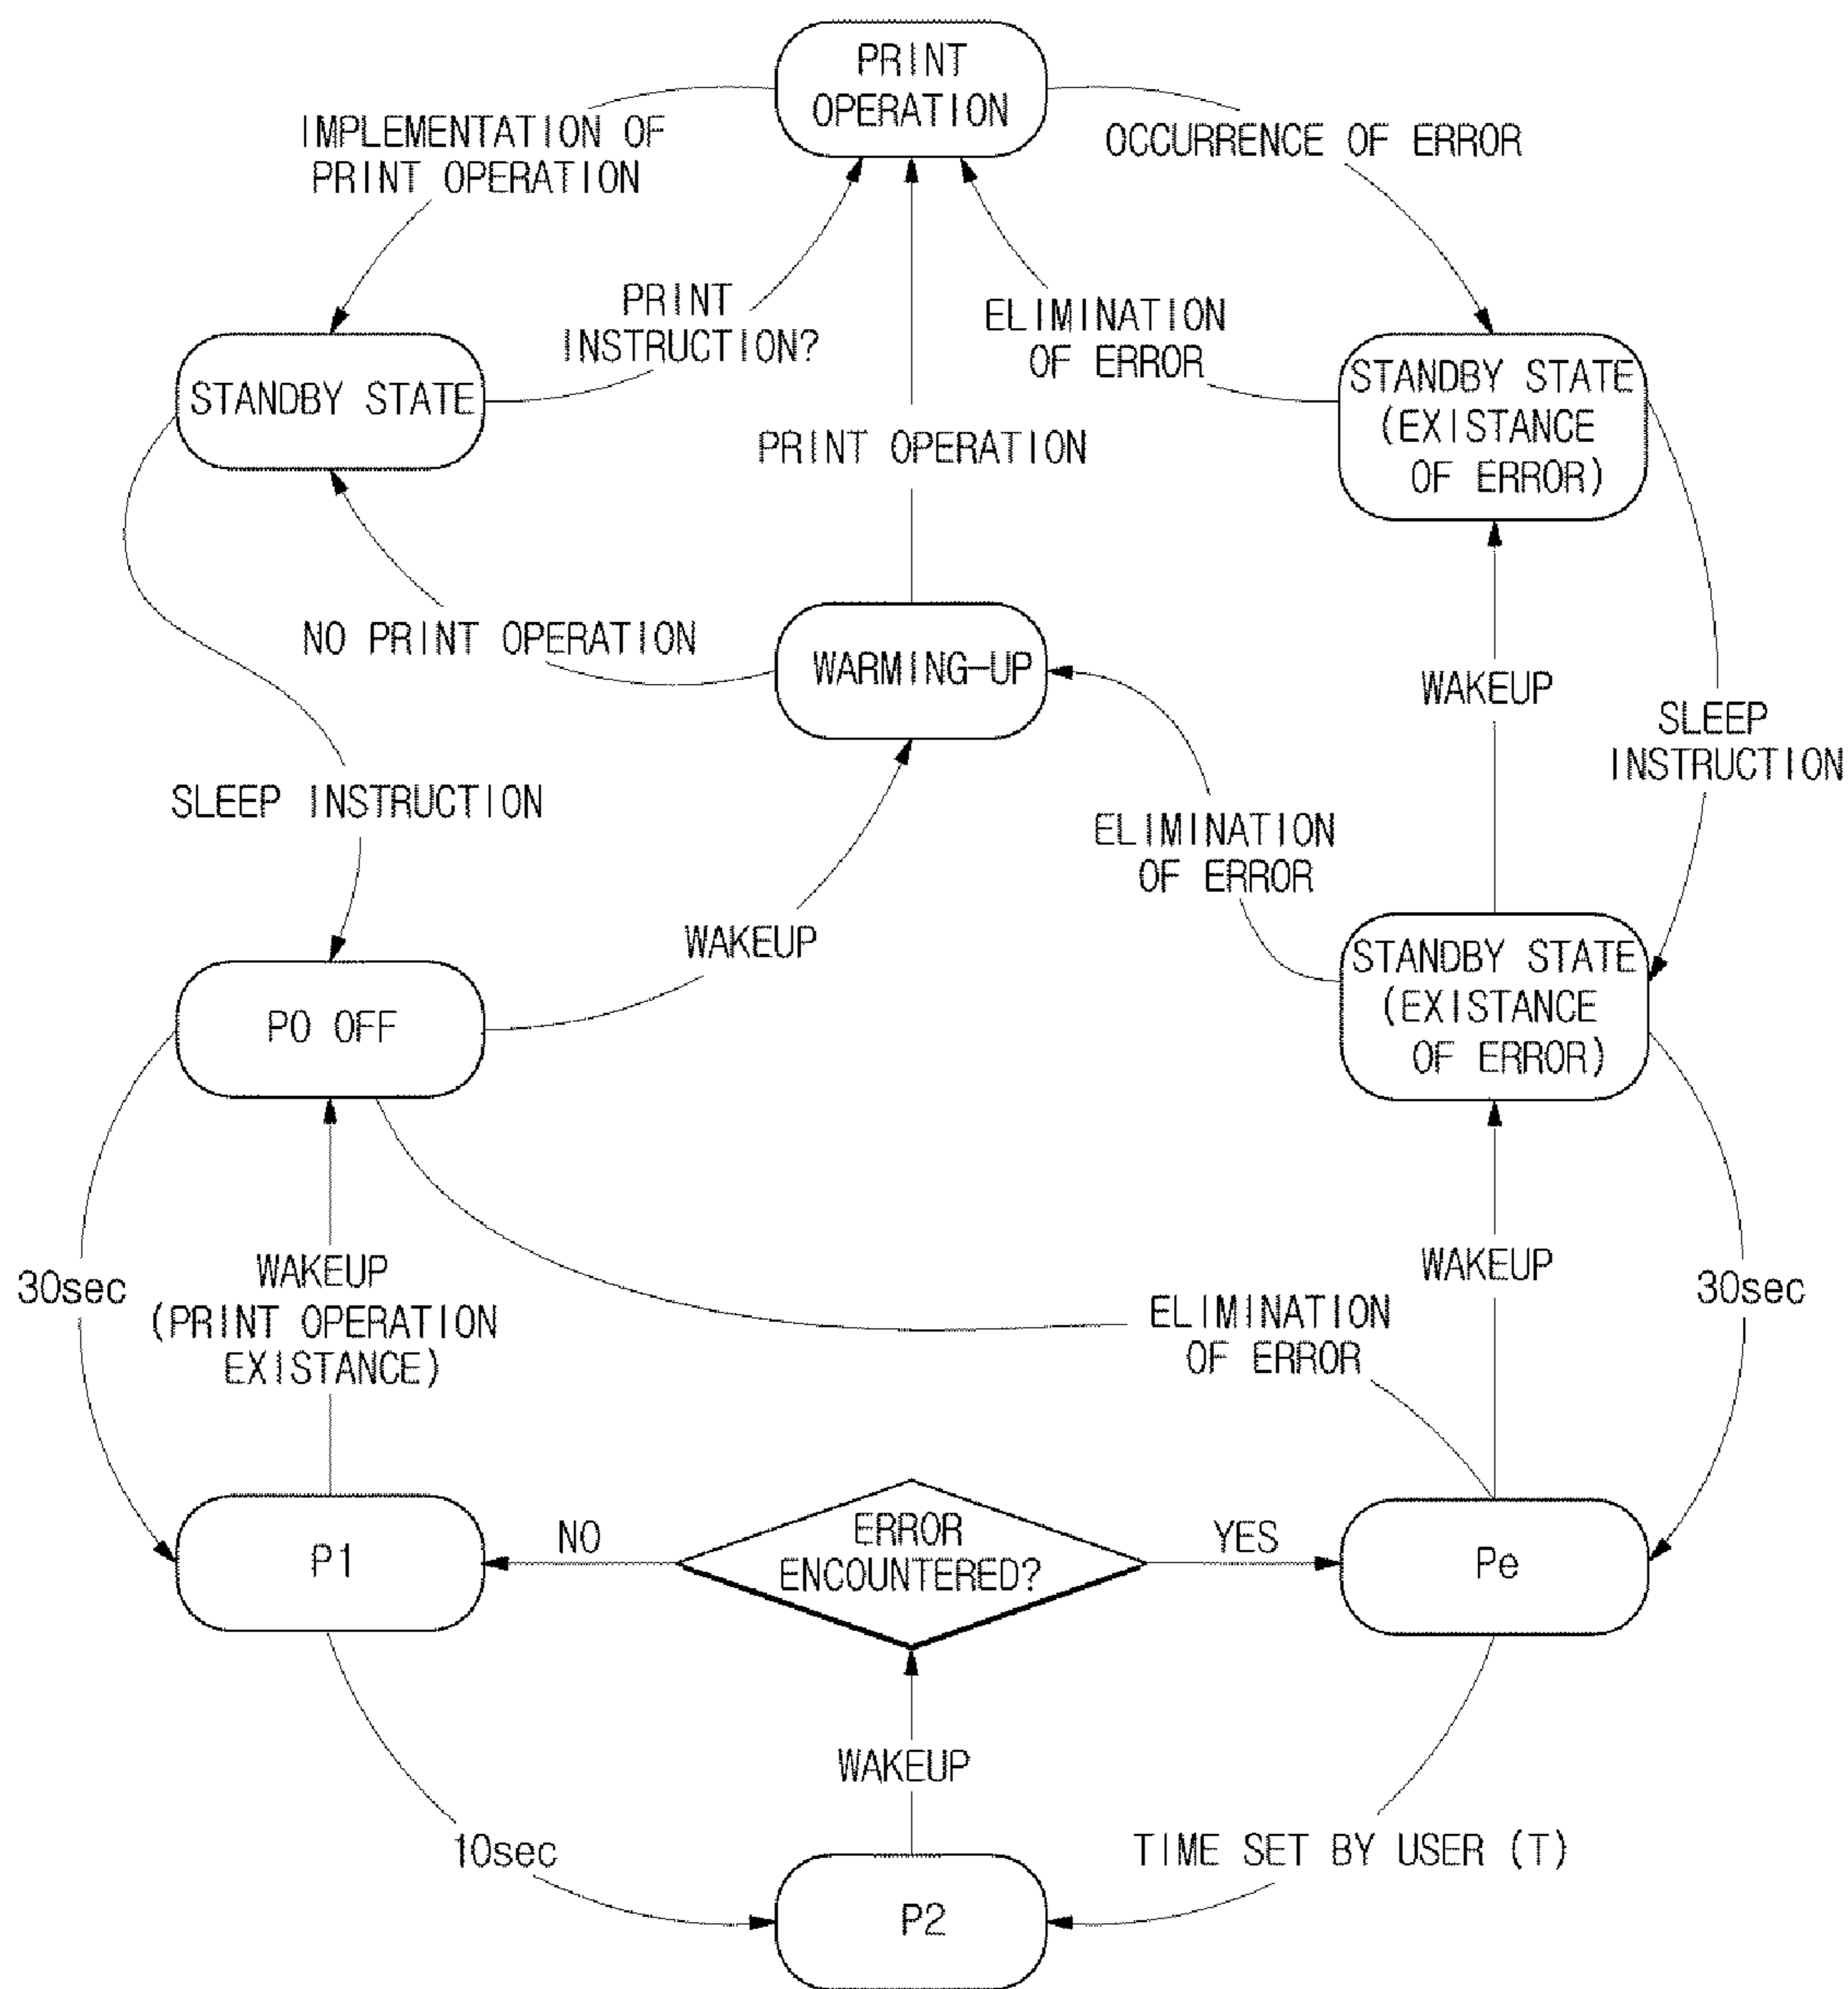 PRINT
OPERATION
IMPLEMENTATION OF
PRINT OPERATION
OCCURRENCE OF ERROR
PRINT
INSTRUCTION?
ELIMINATION
OF ERROR
STANDBY STATE
STANDBY STATE
(EXISTANCE
OF ERROR)
PRINT OPERATION
NO PRINT OPERATION
WARMING-UP
WAKEUP
SLEEP
INSTRUCTION
SLEEP INSTRUCTION
ELIMINATION
OF ERROR
WAKEUP
STANDBY STATE
(EXISTANCE
OF ERROR)
PO OFF
WAKEUP
(PRINT OPERATION
EXISTANCE)
30sec
WAKEUP
30sec
ELIMINATION
OF ERROR
P1
NO
ERROR
ENCOUNTERED?
YES
Pe
WAKEUP
10sec
TIME SET BY USER (T)
P2